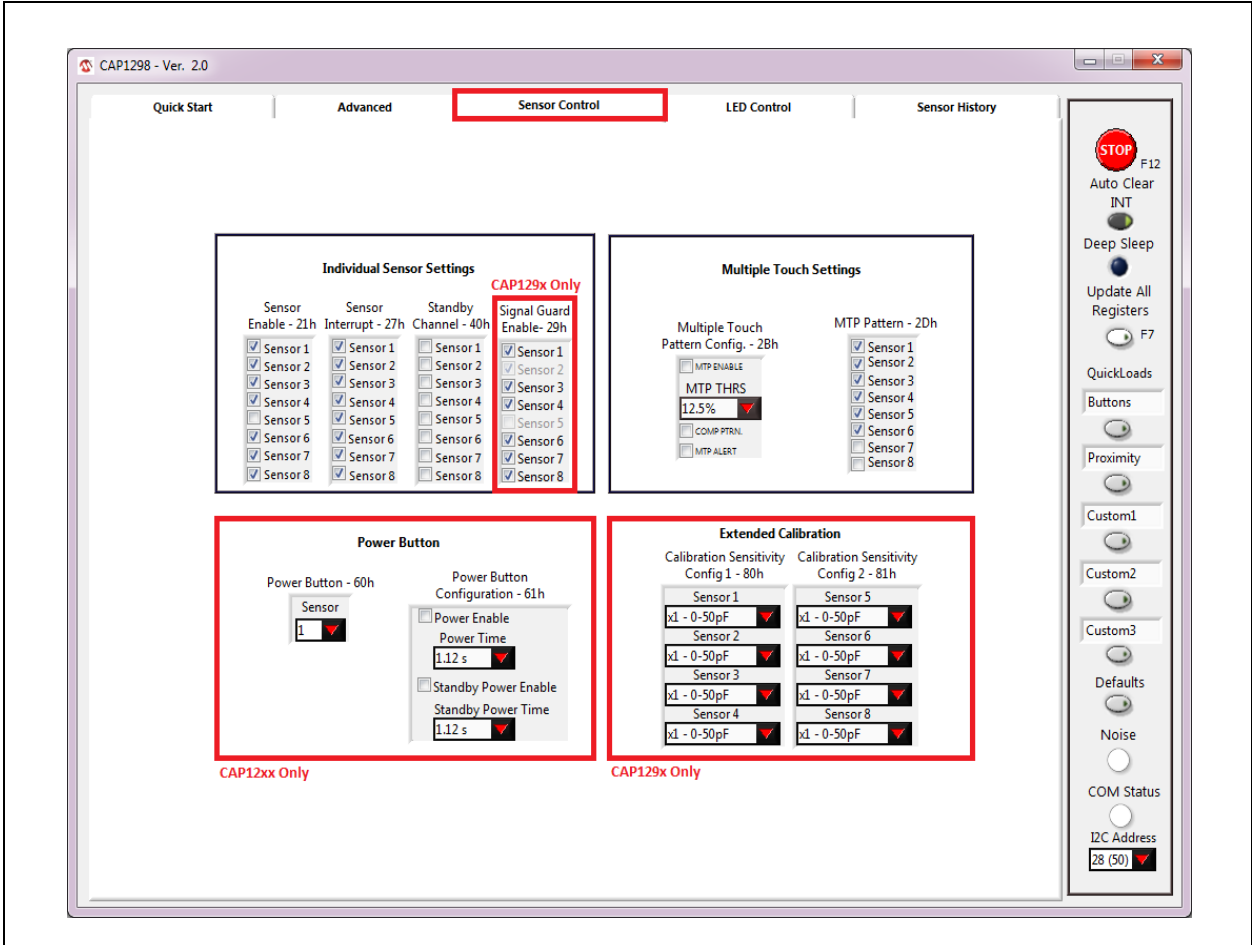 CAP1298 - Ver. 2.0
Quick Start
Advanced
Sensor Control
LED Control
Sensor History
Individual Sensor Settings
CAP129x Only
Sensor
Enable - 21h
Sensor 1
Sensor 2
Sensor 3
Sensor 4
Sensor 5
Sensor 6
Sensor 7
Sensor 8
Sensor
Interrupt - 27h
Sensor 1
Sensor 2
Sensor 3
Sensor 4
Sensor 5
Sensor 6
Sensor 7
Sensor 8
Standby
Channel - 40h
Sensor 1
Sensor 2
Sensor 3
Sensor 4
Sensor 5
Sensor 6
Sensor 7
Sensor 8
Signal Guard
Enable- 29h
Sensor 1
Sensor 2
Sensor 3
Sensor 4
Sensor 5
Sensor 6
Sensor 7
Sensor 8
Multiple Touch Settings
Multiple Touch
Pattern Config. - 2Bh
MTP ENABLE
MTP THRS
12.5%
COMP PTRN.
MTP ALERT
MTP Pattern - 2Dh
Sensor 1
Sensor 2
Sensor 3
Sensor 4
Sensor 5
Sensor 6
Sensor 7
Sensor 8
Power Button
Power Button - 60h
Sensor
1
Power Button
Configuration - 61h
Power Enable
Power Time
1.12 s
Standby Power Enable
Standby Power Time
1.12 s
CAP12xx Only
Extended Calibration
Calibration Sensitivity
Config 1 - 80h
Sensor 1
x1 - 0-50pF
Sensor 2
x1 - 0-50pF
Sensor 3
x1 - 0-50pF
Sensor 4
x1 - 0-50pF
Calibration Sensitivity
Config 2 - 81h
Sensor 5
x1 - 0-50pF
Sensor 6
x1 - 0-50pF
Sensor 7
x1 - 0-50pF
Sensor 8
x1 - 0-50pF
CAP129x Only
STOP
F12
Auto Clear
INT
Deep Sleep
Update All
Registers
F7
QuickLoads
Buttons
Proximity
Custom1
Custom2
Custom3
Defaults
Noise
COM Status
I2C Address
28 (50)